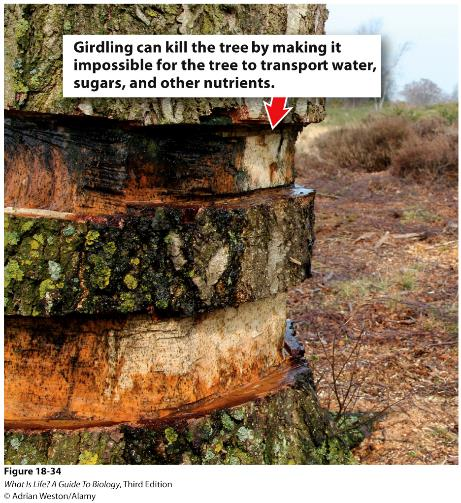 Girdling can kill the tree by making it
impossible for the tree to transport water,
sugars, and other nutrients.
Figure 18-34
What Is Life? A Guide To Biology, Third Edition
© Adrian Weston/Alamy